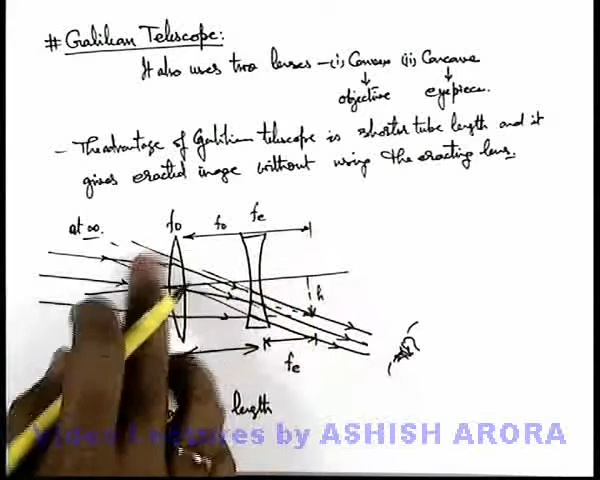 # Galilean Telescope:
It also uses two lenses – (i) Convex (ii) Concave
↓ ↓
objective eyepiece.
– The advantage of Galilian telescope is shorter tube length and it
gives erected image without using the erecting lens.
at ∞. fo fo fe
h
fe
length
Video Lectures by ASHISH ARORA